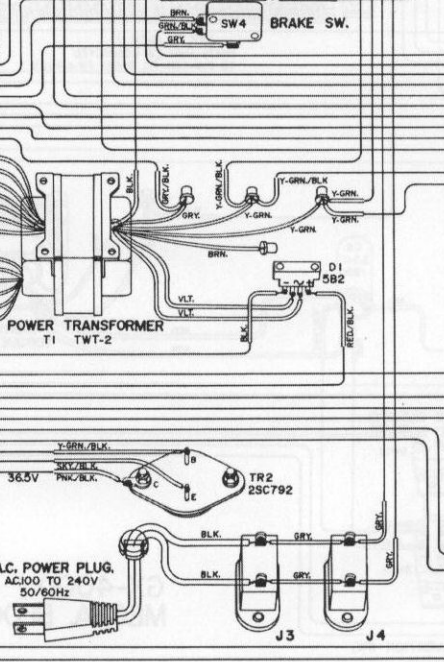 BRN.
GRN/BLK
GRY.
SW4
BRAKE SW.
BLK.
GRY/BLK.
Y-GRN./BLK
Y-GRN./BLK
Y-GRN.
GRY.
Y-GRN.
Y-GRN.
Y-GRN.
BRN.
D1
5B2
VLT.
VLT.
BLK.
RED/BLK.
POWER TRANSFORMER
T1 TWT-2
Y-GRN./BLK.
SKY/BLK.
PNK/BLK.
36.5V
B
C
E
TR2
2SC792
A.C. POWER PLUG.
AC.100 TO 240V
50/60Hz
BLK.
GRY.
GRY.
GRY.
BLK.
GRY.
J3
J4